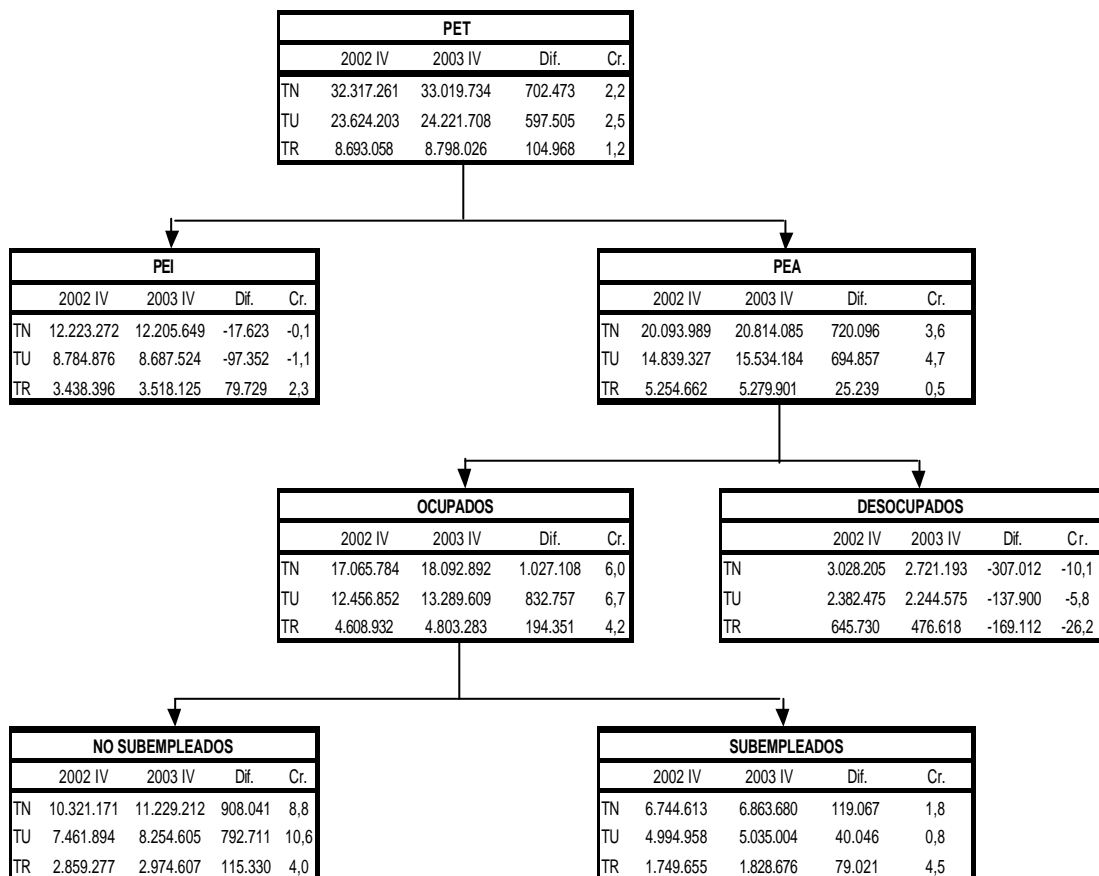 PET
2002 IV 2003 IV Dif. Cr.
TN 32.317.261 33.019.734 702.473 2,2
TU 23.624.203 24.221.708 597.505 2,5
TR 8.693.058 8.798.026 104.968 1,2
PEI
2002 IV 2003 IV Dif. Cr.
TN 12.223.272 12.205.649 -17.623 -0,1
TU 8.784.876 8.687.524 -97.352 -1,1
TR 3.438.396 3.518.125 79.729 2,3
PEA
2002 IV 2003 IV Dif. Cr.
TN 20.093.989 20.814.085 720.096 3,6
TU 14.839.327 15.534.184 694.857 4,7
TR 5.254.662 5.279.901 25.239 0,5
OCUPADOS
2002 IV 2003 IV Dif. Cr.
TN 17.065.784 18.092.892 1.027.108 6,0
TU 12.456.852 13.289.609 832.757 6,7
TR 4.608.932 4.803.283 194.351 4,2
DESOCUPADOS
2002 IV 2003 IV Dif. Cr.
TN 3.028.205 2.721.193 -307.012 -10,1
TU 2.382.475 2.244.575 -137.900 -5,8
TR 645.730 476.618 -169.112 -26,2
NO SUBEMPLEADOS
2002 IV 2003 IV Dif. Cr.
TN 10.321.171 11.229.212 908.041 8,8
TU 7.461.894 8.254.605 792.711 10,6
TR 2.859.277 2.974.607 115.330 4,0
SUBEMPLEADOS
2002 IV 2003 IV Dif. Cr.
TN 6.744.613 6.863.680 119.067 1,8
TU 4.994.958 5.035.004 40.046 0,8
TR 1.749.655 1.828.676 79.021 4,5